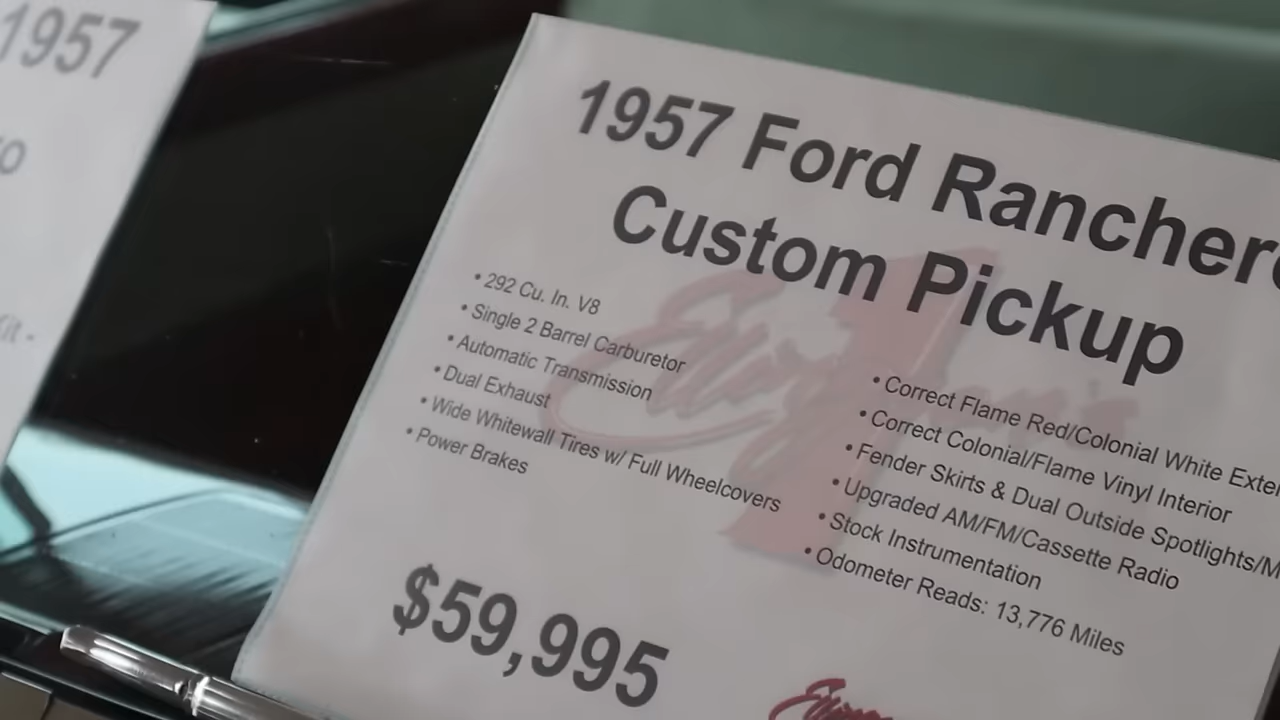 1957
1957 Ford Ranchero
Custom Pickup
• 292 Cu. In. V8
• Single 2 Barrel Carburetor
• Automatic Transmission
• Dual Exhaust
• Wide Whitewall Tires w/ Full Wheelcovers
• Power Brakes
• Correct Flame Red/Colonial White Exte
• Correct Colonial/Flame Vinyl Interior
• Fender Skirts & Dual Outside Spotlights/M
• Upgraded AM/FM/Cassette Radio
• Stock Instrumentation
• Odometer Reads: 13,776 Miles
$59,995